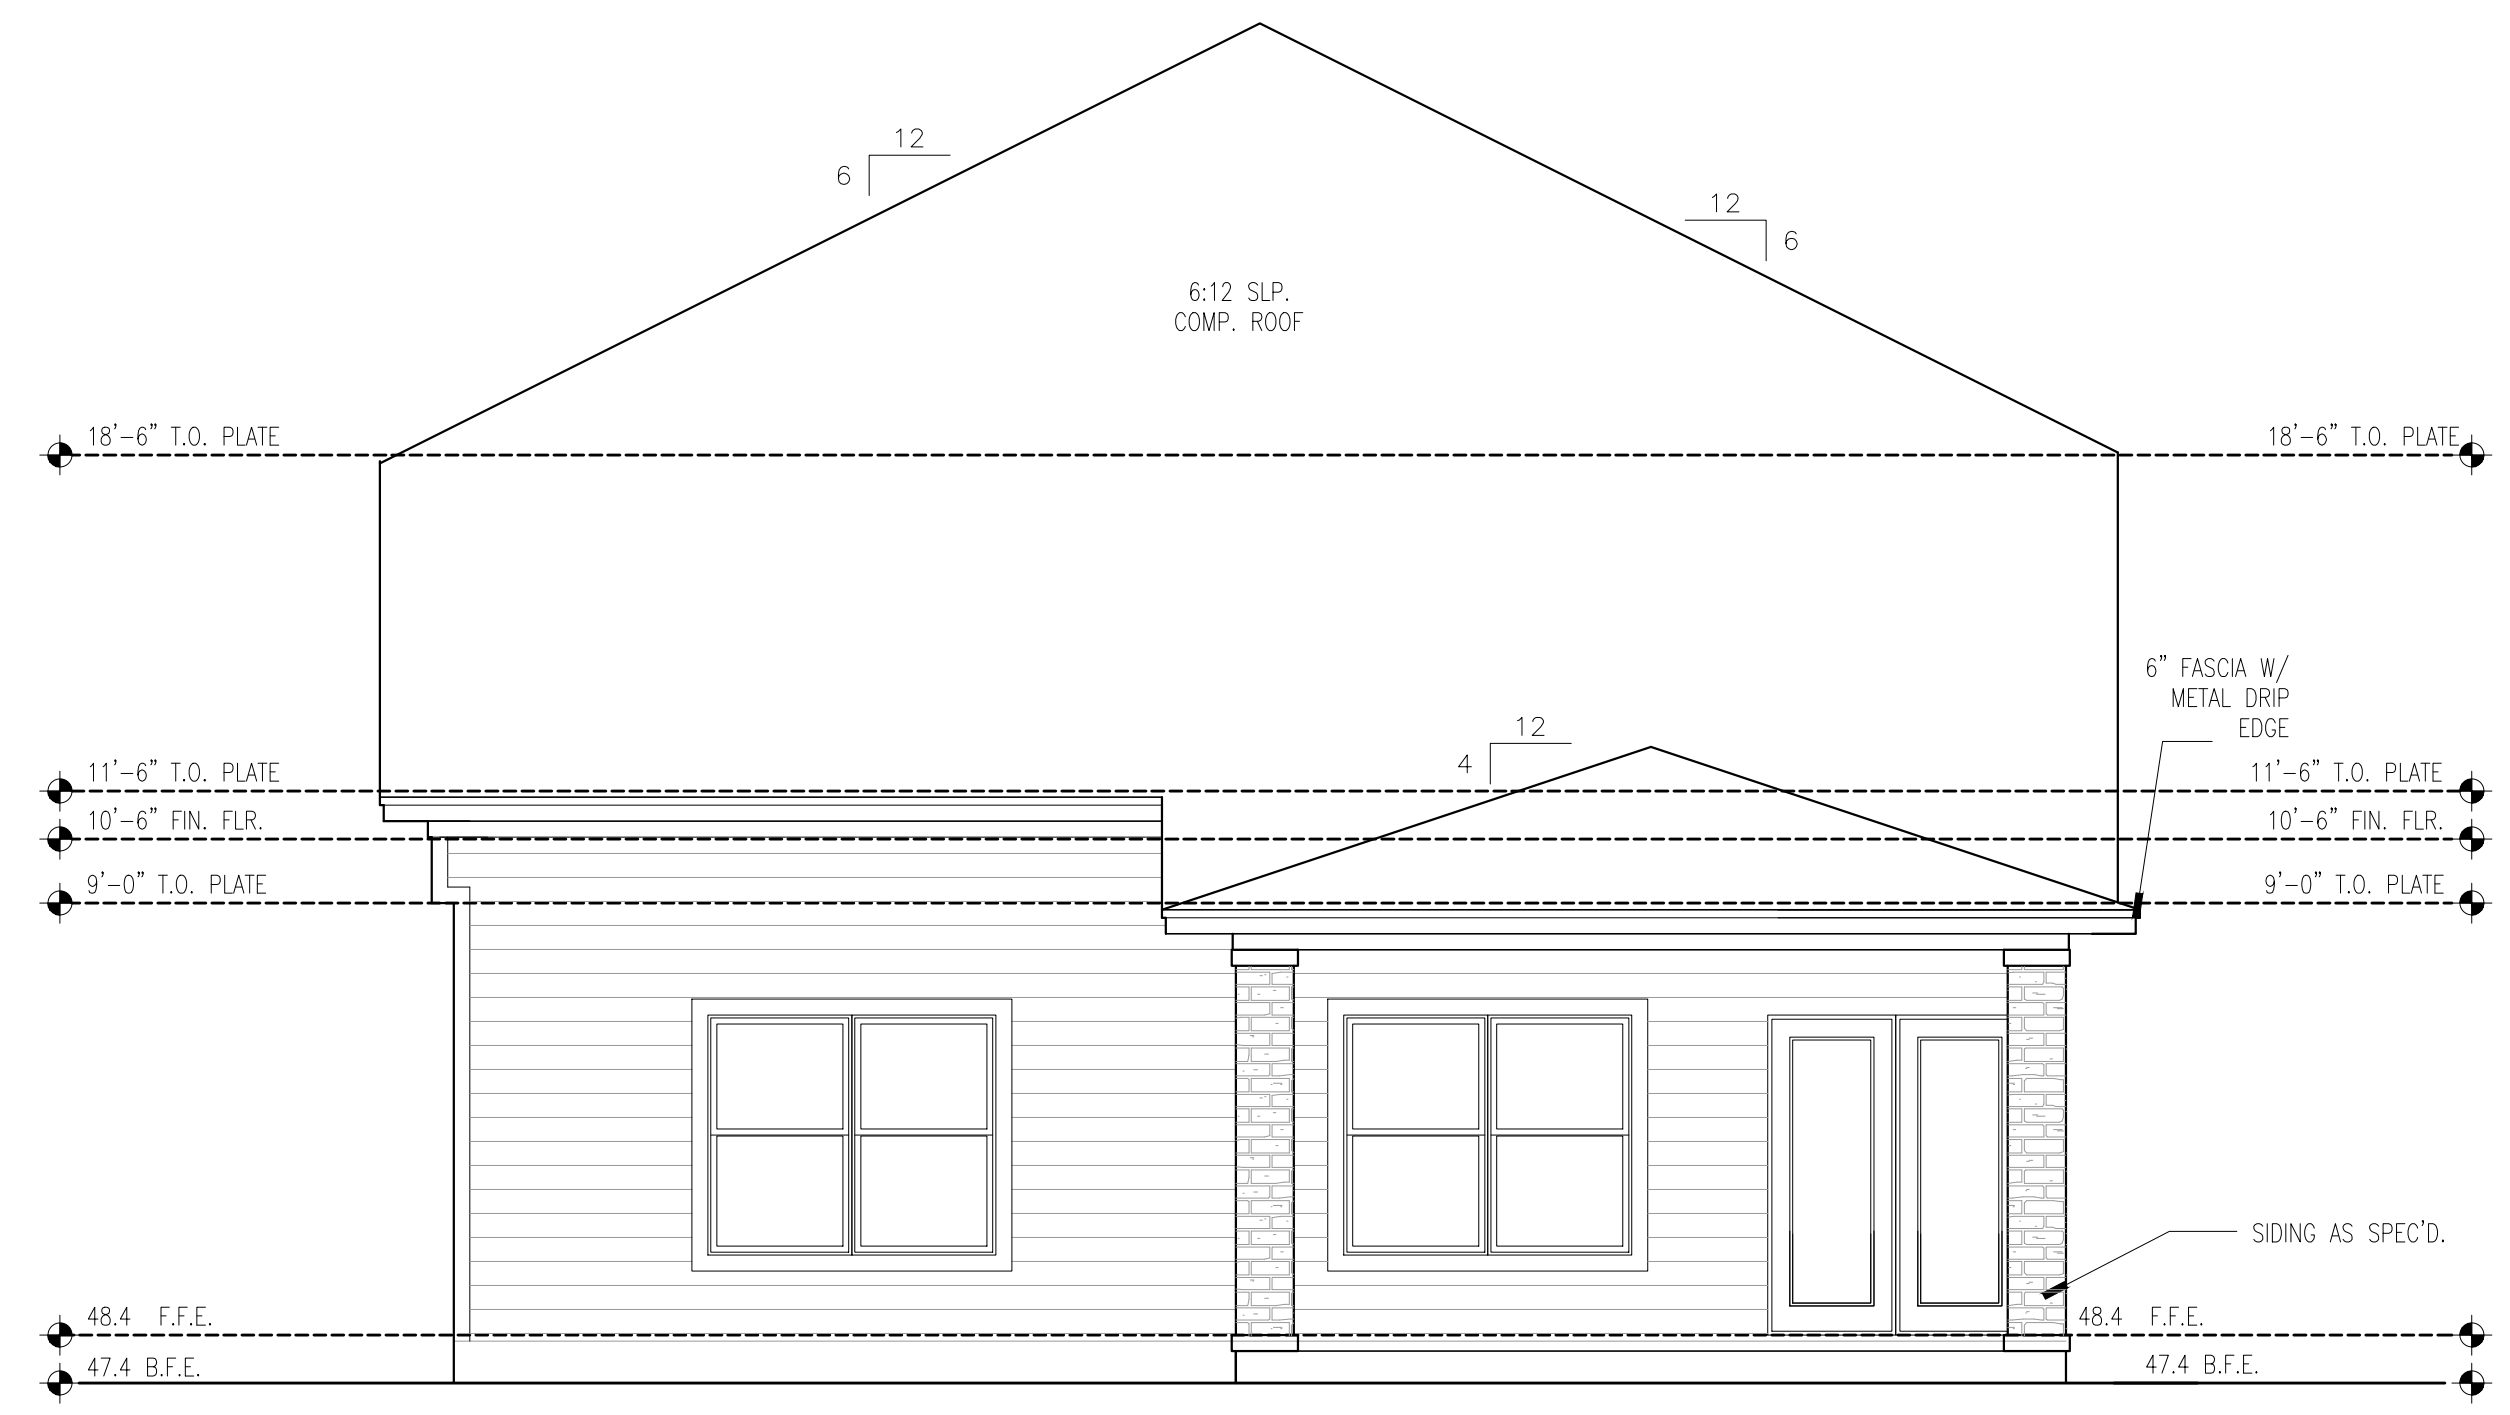 12
6
12
6
6:12 SLP.
COMP. ROOF
18'-6" T.O. PLATE
18'-6" T.O. PLATE
6" FASCIA W/
METAL DRIP
EDGE
12
4
11'-6" T.O. PLATE
11'-6" T.O. PLATE
10'-6" FIN. FLR.
10'-6" FIN. FLR.
9'-0" T.O. PLATE
9'-0" T.O. PLATE
SIDING AS SPEC'D.
48.4 F.F.E.
48.4 F.F.E.
47.4 B.F.E.
47.4 B.F.E.